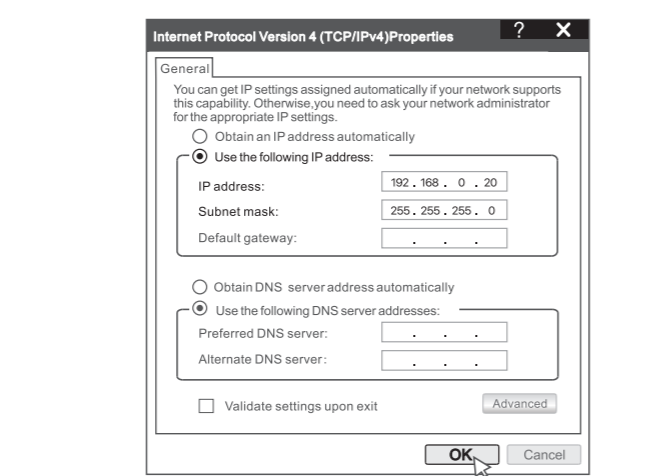 Internet Protocol Version 4 (TCP/IPv4)Properties ? X
General
You can get IP settings assigned automatically if your network supports
this capability. Otherwise,you need to ask your network administrator
for the appropriate IP settings.
Obtain an IP address automatically
Use the following IP address:
IP address: 192 . 168 . 0 . 20
Subnet mask: 255 . 255 . 255 . 0
Default gateway: . . .
Obtain DNS server address automatically
Use the following DNS server addresses:
Preferred DNS server: . . .
Alternate DNS server: . . .
Validate settings upon exit Advanced
OK Cancel